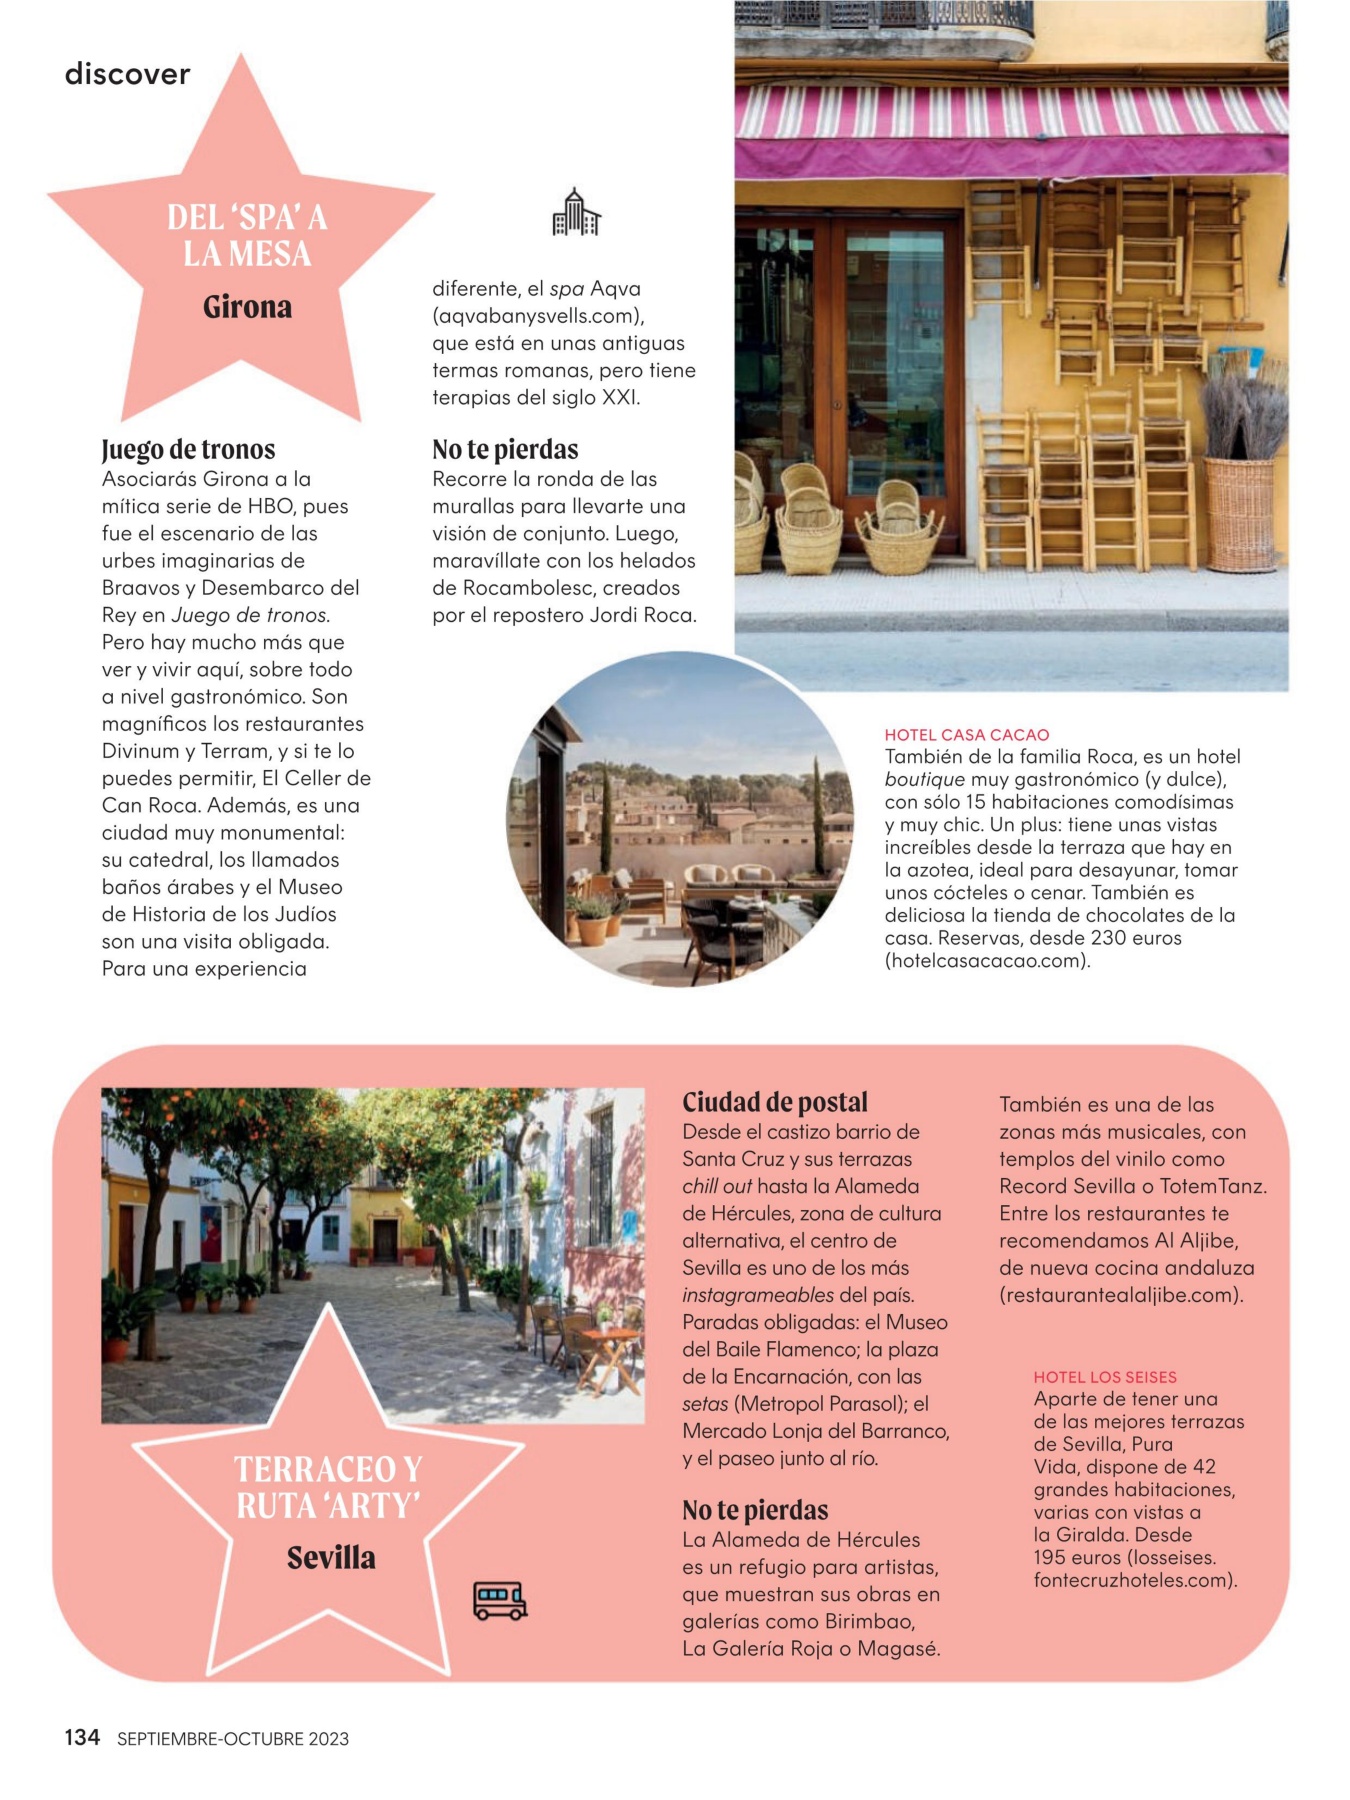 discover
DEL ‘SPA’ A
LA MESA
Girona
Juego de tronos
Asociarás Girona a la
mítica serie de HBO, pues
fue el escenario de las
urbes imaginarias de
Braavos y Desembarco del
Rey en Juego de tronos.
Pero hay mucho más que
ver y vivir aquí, sobre todo
a nivel gastronómico. Son
magníficos los restaurantes
Divinum y Terram, y si te lo
puedes permitir, El Celler de
Can Roca. Además, es una
ciudad muy monumental:
su catedral, los llamados
baños árabes y el Museo
de Historia de los Judíos
son una visita obligada.
Para una experiencia
diferente, el spa Aqva
(aqvabanysvells.com),
que está en unas antiguas
termas romanas, pero tiene
terapias del siglo XXI.
No te pierdas
Recorre la ronda de las
murallas para llevarte una
visión de conjunto. Luego,
maravíllate con los helados
de Rocambolesc, creados
por el repostero Jordi Roca.
HOTEL CASA CACAO
También de la familia Roca, es un hotel
boutique muy gastronómico (y dulce),
con sólo 15 habitaciones comodísimas
y muy chic. Un plus: tiene unas vistas
increíbles desde la terraza que hay en
la azotea, ideal para desayunar, tomar
unos cócteles o cenar. También es
deliciosa la tienda de chocolates de la
casa. Reservas, desde 230 euros
(hotelcasacacao.com).
TERRACEO Y
RUTA ‘ARTY’
Sevilla
Ciudad de postal
Desde el castizo barrio de
Santa Cruz y sus terrazas
chill out hasta la Alameda
de Hércules, zona de cultura
alternativa, el centro de
Sevilla es uno de los más
instagrameables del país.
Paradas obligadas: el Museo
del Baile Flamenco; la plaza
de la Encarnación, con las
setas (Metropol Parasol); el
Mercado Lonja del Barranco,
y el paseo junto al río.
No te pierdas
La Alameda de Hércules
es un refugio para artistas,
que muestran sus obras en
galerías como Birimbao,
La Galería Roja o Magasé.
También es una de las
zonas más musicales, con
templos del vinilo como
Record Sevilla o TotemTanz.
Entre los restaurantes te
recomendamos Al Aljibe,
de nueva cocina andaluza
(restaurantealaljibe.com).
HOTEL LOS SEISES
Aparte de tener una
de las mejores terrazas
de Sevilla, Pura
Vida, dispone de 42
grandes habitaciones,
varias con vistas a
la Giralda. Desde
195 euros (losseises.
fontecruzhoteles.com).
134 SEPTIEMBRE-OCTUBRE 2023